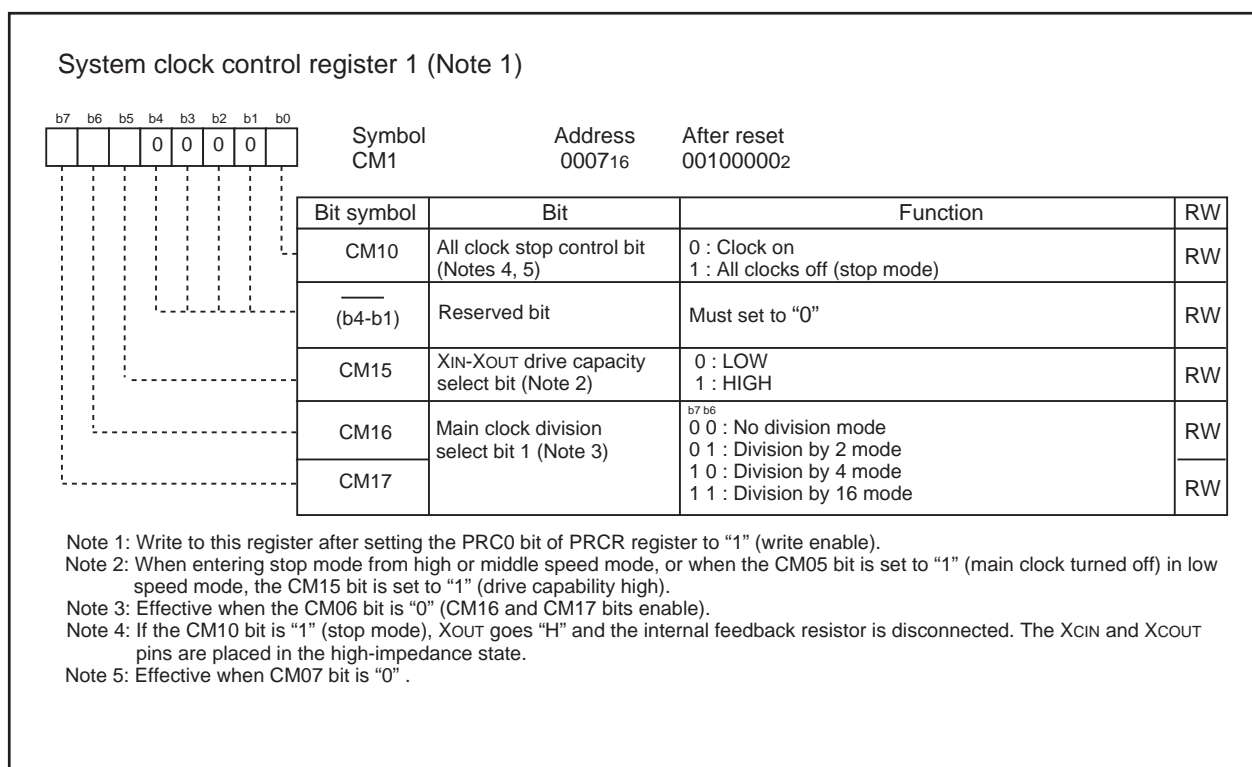 System clock control register 1 (Note 1)
b7 b6 b5 b4 b3 b2 b1 b0
0 0 0 0
Symbol Address After reset
CM1 000716 001000002
Bit symbol Bit Function RW
CM10 All clock stop control bit (Notes 4, 5) 0 : Clock on
1 : All clocks off (stop mode) RW
(b4-b1) Reserved bit Must set to “0” RW
CM15 XIN-XOUT drive capacity select bit (Note 2) 0 : LOW
1 : HIGH RW
CM16 Main clock division select bit 1 (Note 3) b7 b6
0 0 : No division mode RW
0 1 : Division by 2 mode
CM17 1 0 : Division by 4 mode
1 1 : Division by 16 mode RW
Note 1: Write to this register after setting the PRC0 bit of PRCR register to “1” (write enable).
Note 2: When entering stop mode from high or middle speed mode, or when the CM05 bit is set to “1” (main clock turned off) in low
speed mode, the CM15 bit is set to “1” (drive capability high).
Note 3: Effective when the CM06 bit is “0” (CM16 and CM17 bits enable).
Note 4: If the CM10 bit is “1” (stop mode), XOUT goes “H” and the internal feedback resistor is disconnected. The XCIN and XCOUT
pins are placed in the high-impedance state.
Note 5: Effective when CM07 bit is “0” .